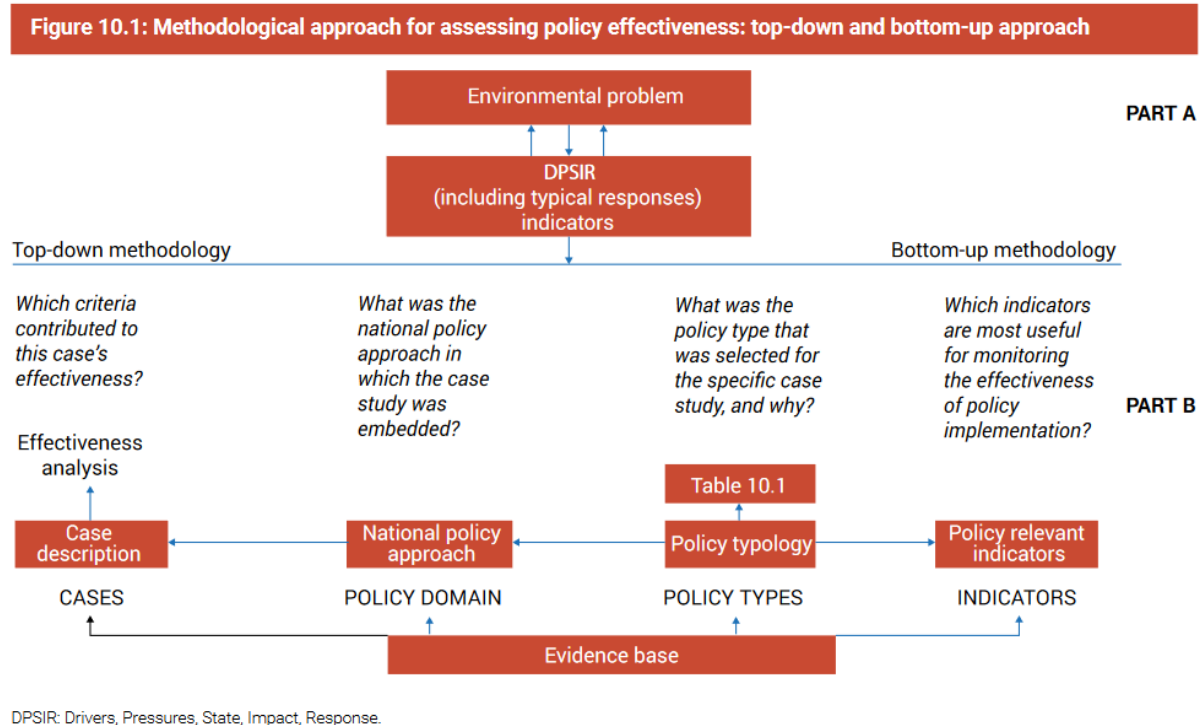 Figure 10.1: Methodological approach for assessing policy effectiveness: top-down and bottom-up approach
Environmental problem
PART A
DPSIR
(including typical responses)
indicators
Top-down methodology
Bottom-up methodology
Which criteria
contributed to
this case's
effectiveness?
What was the
national policy
approach in
which the case
study was
embedded?
What was the
policy type that
was selected for
the specific case
study, and why?
Which indicators
are most useful
for monitoring
the effectiveness
of policy
implementation?
PART B
Effectiveness
analysis
Table 10.1
Case
description
National policy
approach
Policy typology
Policy relevant
indicators
CASES
POLICY DOMAIN
POLICY TYPES
INDICATORS
Evidence base
DPSIR: Drivers, Pressures, State, Impact, Response.